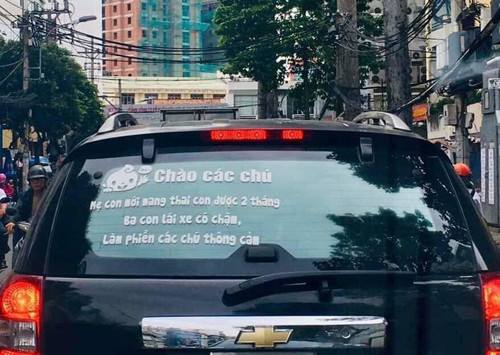 Chào các chú
Mẹ con mới mang thai con được 2 tháng
Ba con lái xe có chậm,
Làm phiền các chú thông cảm